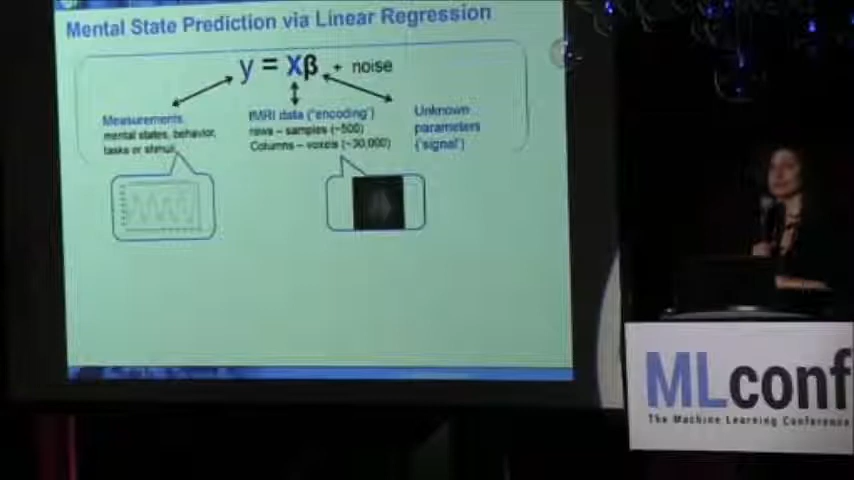 Mental State Prediction via Linear Regression
y = Xβ + noise
Measurements
mental states, behavior,
tasks or stimuli
fMRI data ('encoding')
rows – samples (~500)
Columns – voxels (~30,000)
Unknown
parameters
('signal')
MLconf
The Machine Learning Conference